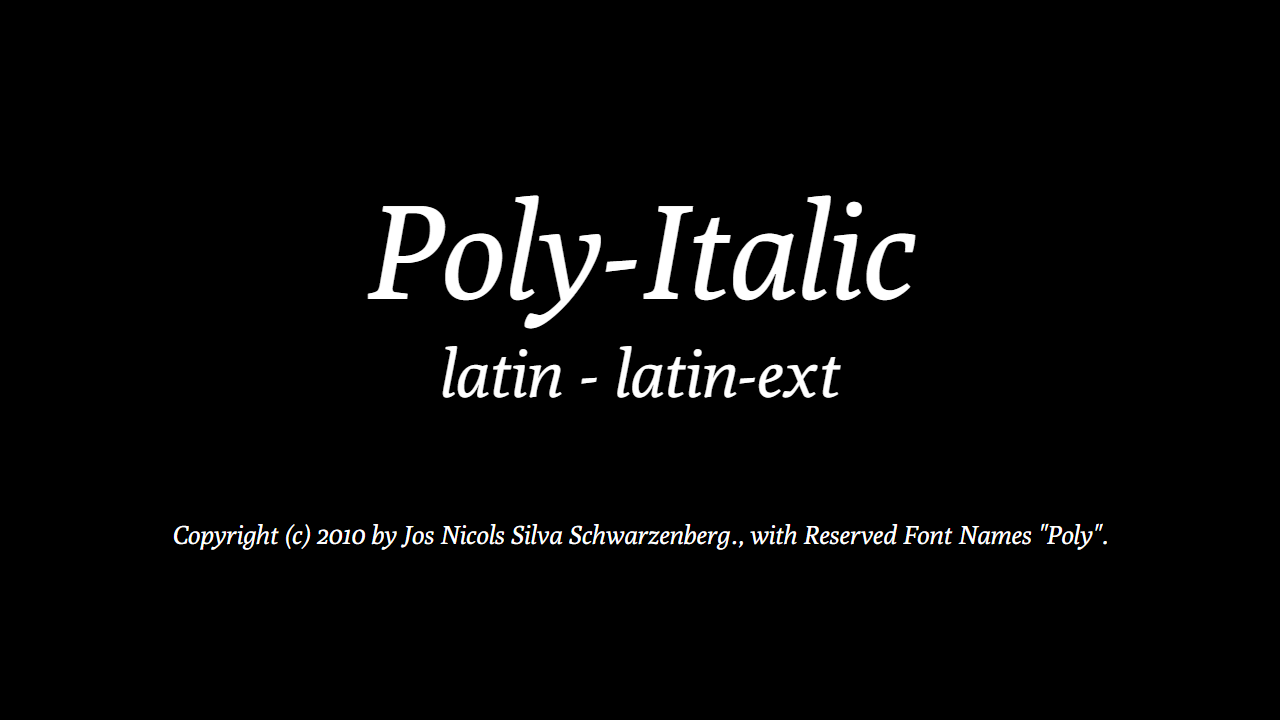 Poly-Italic
latin - latin-ext
Copyright (c) 2010 by Jos Nicols Silva Schwarzenberg., with Reserved Font Names "Poly".